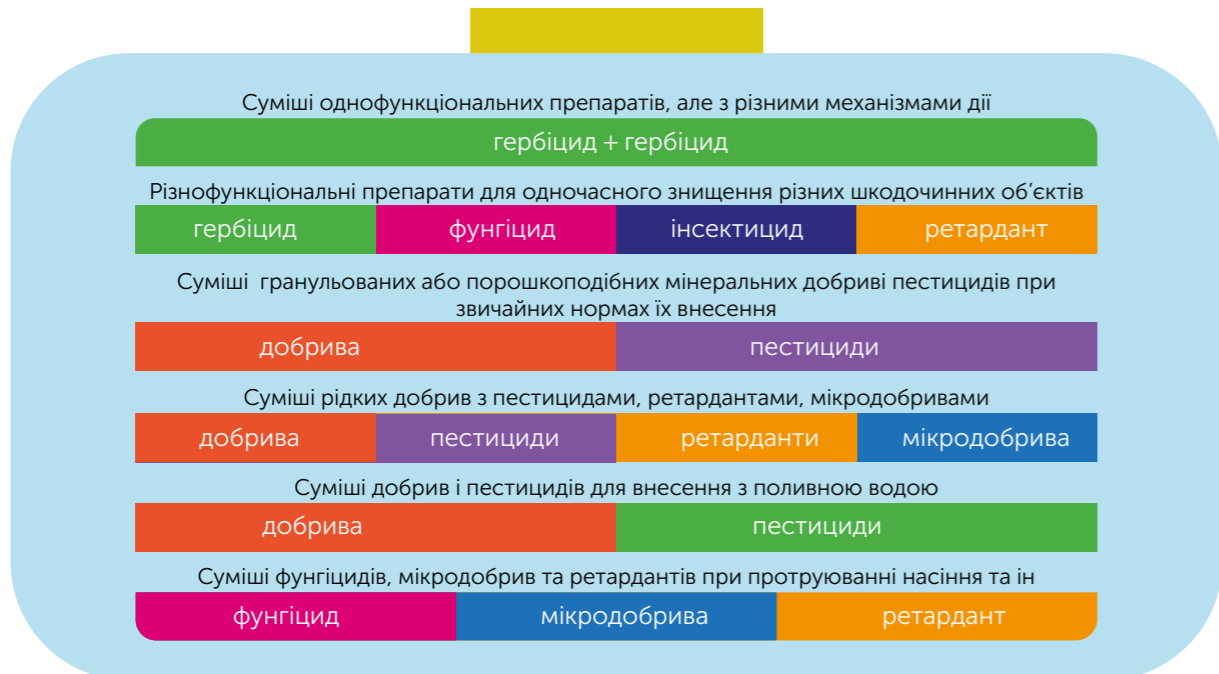 Суміші однофункціональних препаратів, але з різними механізмами дії
гербіцид + гербіцид
Різнофункціональні препарати для одночасного знищення різних шкодочинних об’єктів
гербіцид фунгіцид інсектицид ретардант
Суміші гранульованих або порошкоподібних мінеральних добриві пестицидів при
звичайних нормах їх внесення
добрива пестициди
Суміші рідких добрив з пестицидами, ретардантами, мікродобривами
добрива пестициди ретарданти мікродобрива
Суміші добрив і пестицидів для внесення з поливною водою
добрива пестициди
Суміші фунгіцидів, мікродобрив та ретардантів при протруюванні насіння та ін
фунгіцид мікродобрива ретардант